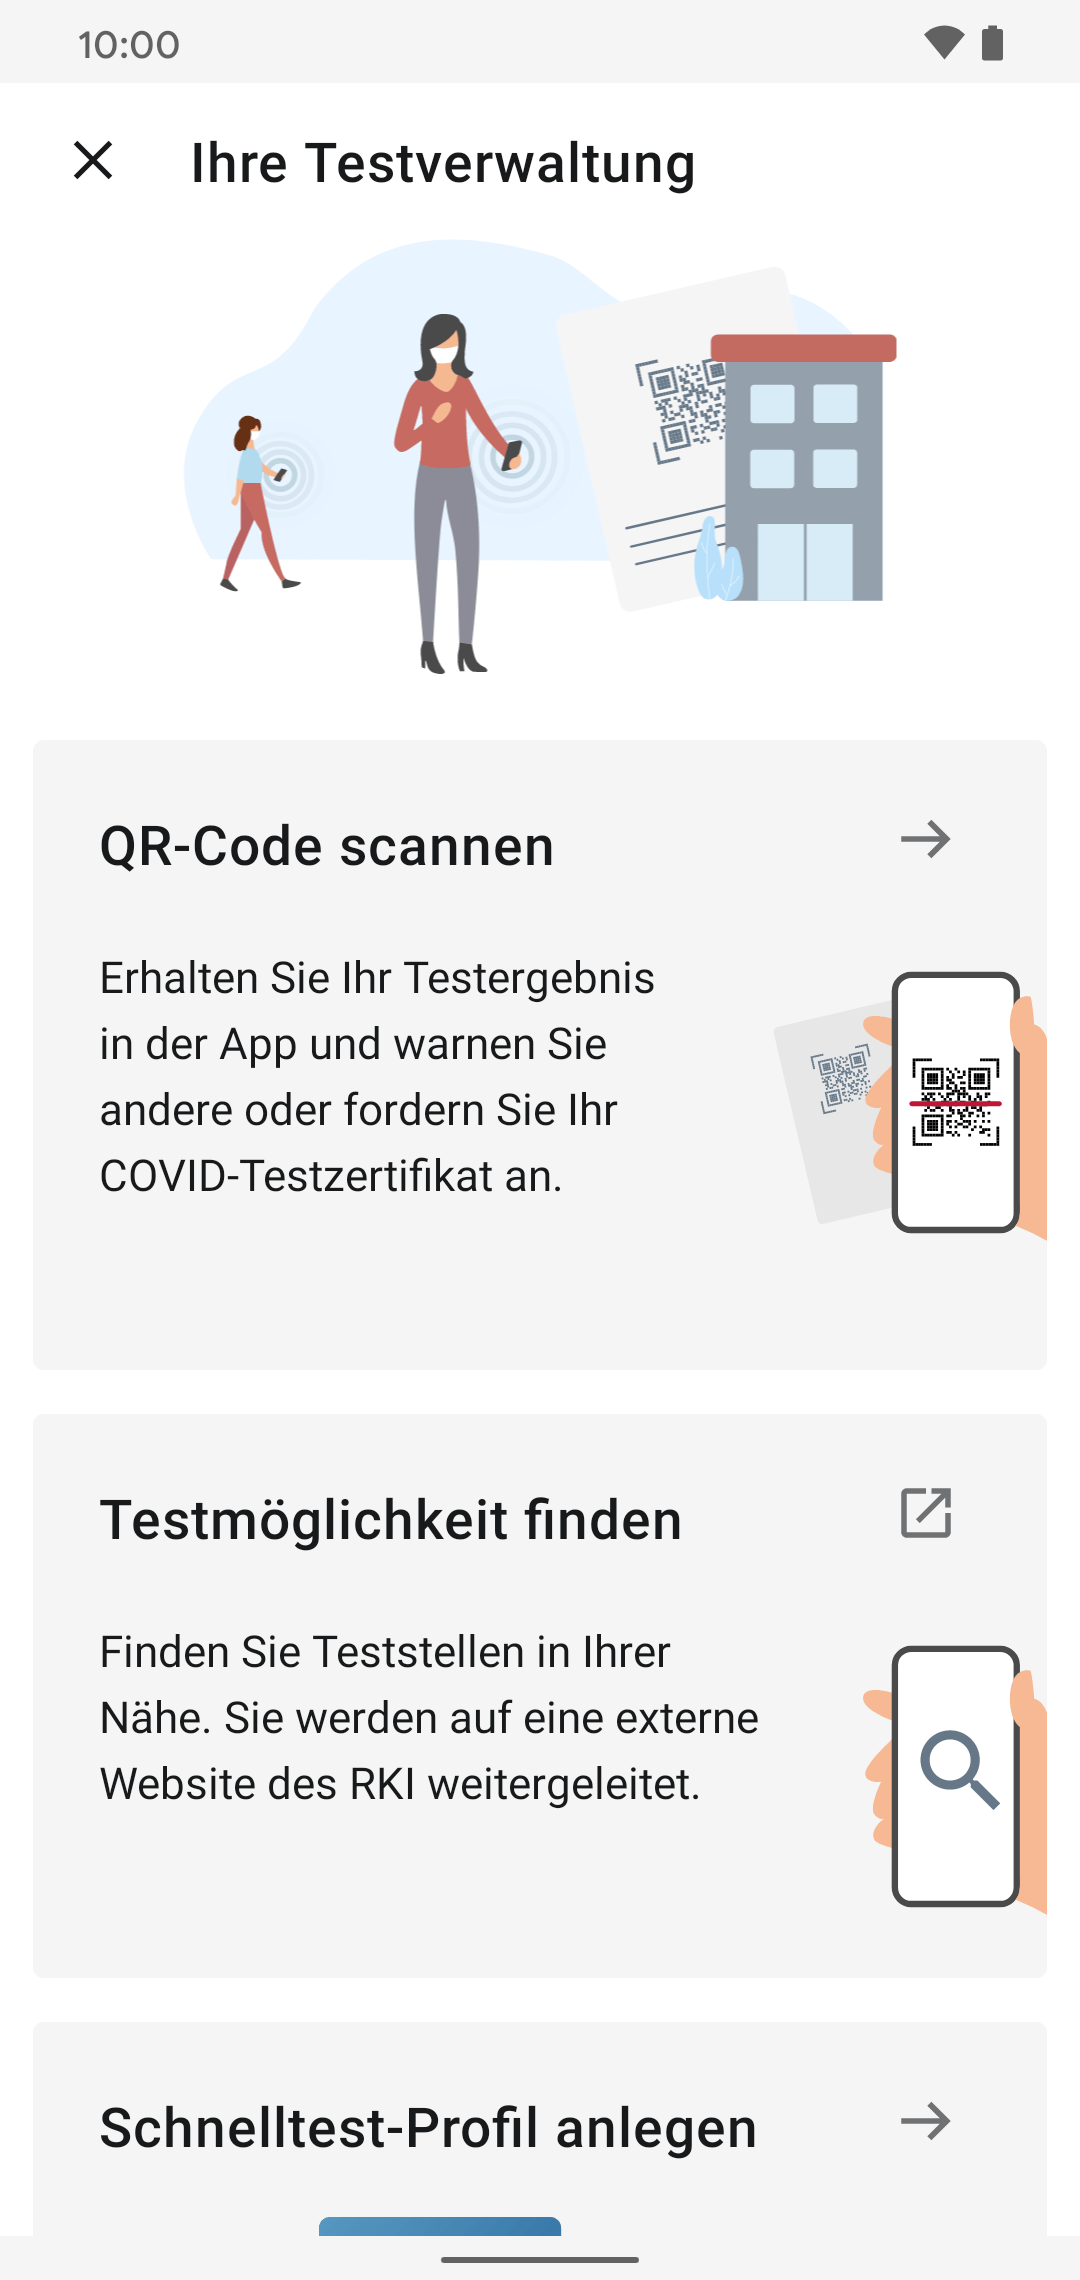 10:00
Ihre Testverwaltung
QR-Code scannen
Erhalten Sie Ihr Testergebnis
in der App und warnen Sie
andere oder fordern Sie Ihr
COVID-Testzertifikat an.
Testmöglichkeit finden
Finden Sie Teststellen in Ihrer
Nähe. Sie werden auf eine externe
Website des RKI weitergeleitet.
Schnelltest-Profil anlegen